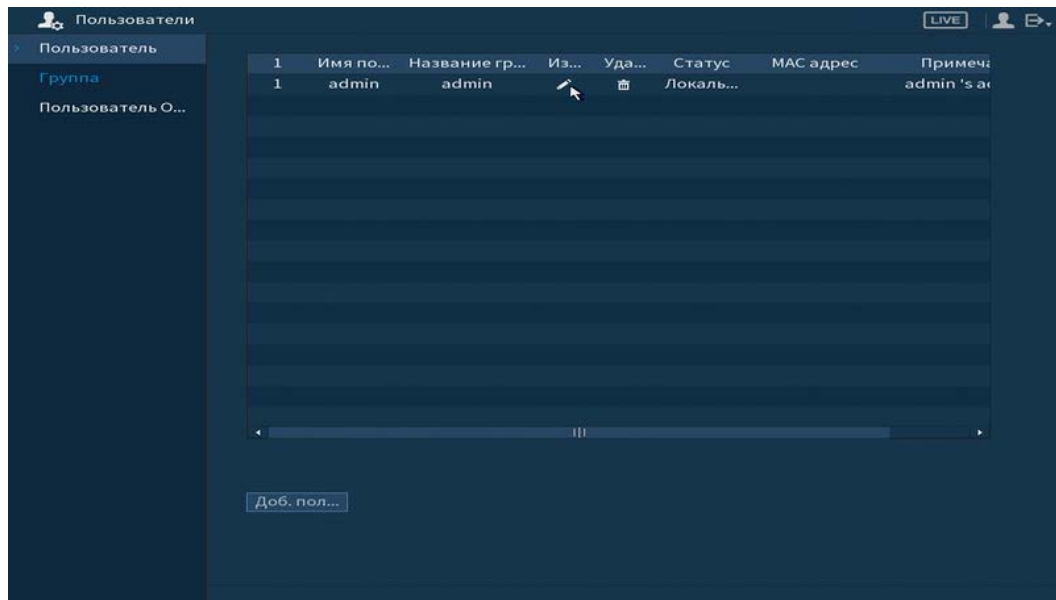 Пользователи LIVE
Пользователь
Группа
Пользователь О...
1 Имя по... Название гр... Из... Уда... Статус MAC адрес Примеча
1 admin admin Локаль... admin 's a
Доб. пол...